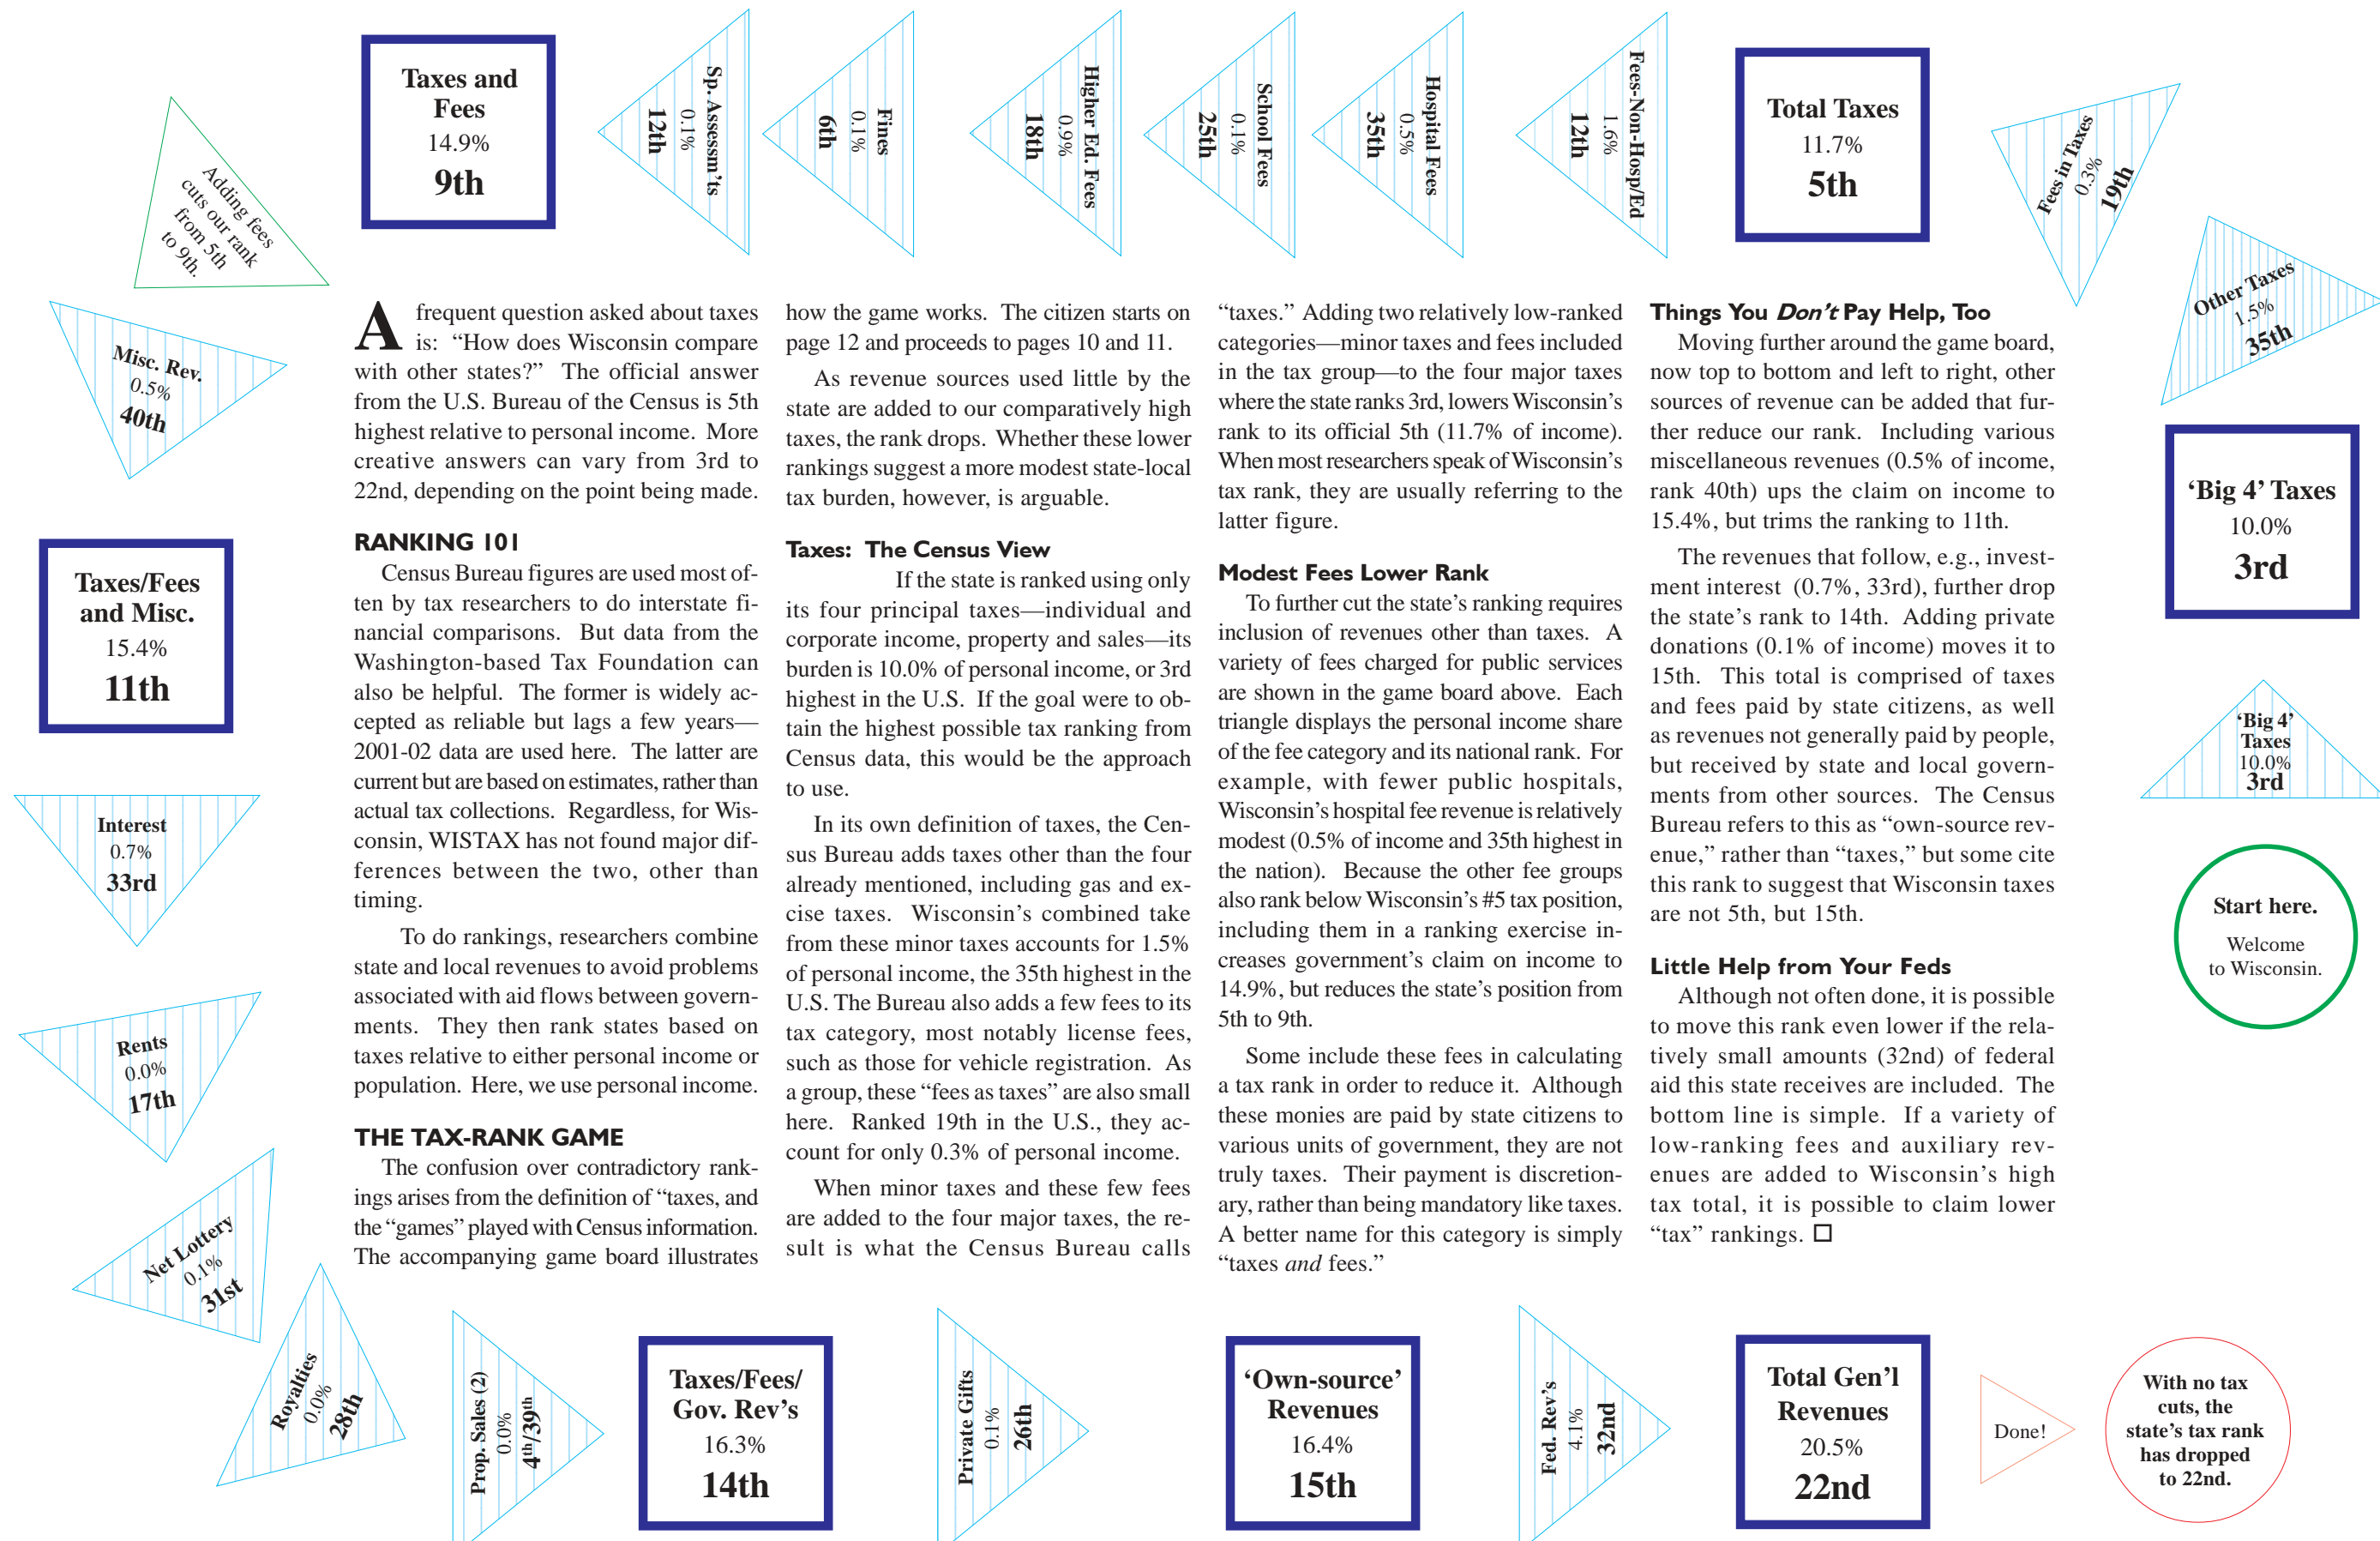 Taxes and
Fees
14.9%
9th
Sp. Assessm’ts
0.1%
12th
Fines
0.1%
6th
Higher Ed. Fees
0.9%
18th
School Fees
0.1%
25th
Hospital Fees
0.5%
35th
Fees-Non-Hosp/Ed
1.6%
12th
Total Taxes
11.7%
5th
Fees in Taxes
0.3%
19th
Other Taxes
1.5%
35th
‘Big 4’ Taxes
10.0%
3rd
‘Big 4’
Taxes
10.0%
3rd
Start here.
Welcome
to Wisconsin.
Adding fees
cuts our rank
from 5th
to 9th.
Misc. Rev.
0.5%
40th
Taxes/Fees
and Misc.
15.4%
11th
Interest
0.7%
33rd
Rents
0.0%
17th
Net Lottery
0.1%
31st
Royalties
0.0%
28th
A frequent question asked about taxes
is: “How does Wisconsin compare
with other states?” The official answer
from the U.S. Bureau of the Census is 5th
highest relative to personal income. More
creative answers can vary from 3rd to
22nd, depending on the point being made.
RANKING 101
Census Bureau figures are used most of-
ten by tax researchers to do interstate fi-
nancial comparisons. But data from the
Washington-based Tax Foundation can
also be helpful. The former is widely ac-
cepted as reliable but lags a few years—
2001-02 data are used here. The latter are
current but are based on estimates, rather than
actual tax collections. Regardless, for Wis-
consin, WISTAX has not found major dif-
ferences between the two, other than
timing.
To do rankings, researchers combine
state and local revenues to avoid problems
associated with aid flows between govern-
ments. They then rank states based on
taxes relative to either personal income or
population. Here, we use personal income.
THE TAX-RANK GAME
The confusion over contradictory rank-
ings arises from the definition of “taxes, and
the “games” played with Census information.
The accompanying game board illustrates
how the game works. The citizen starts on
page 12 and proceeds to pages 10 and 11.
As revenue sources used little by the
state are added to our comparatively high
taxes, the rank drops. Whether these lower
rankings suggest a more modest state-local
tax burden, however, is arguable.
Taxes: The Census View
If the state is ranked using only
its four principal taxes—individual and
corporate income, property and sales—its
burden is 10.0% of personal income, or 3rd
highest in the U.S. If the goal were to ob-
tain the highest possible tax ranking from
Census data, this would be the approach
to use.
In its own definition of taxes, the Cen-
sus Bureau adds taxes other than the four
already mentioned, including gas and ex-
cise taxes. Wisconsin’s combined take
from these minor taxes accounts for 1.5%
of personal income, the 35th highest in the
U.S. The Bureau also adds a few fees to its
tax category, most notably license fees,
such as those for vehicle registration. As
a group, these “fees as taxes” are also small
here. Ranked 19th in the U.S., they ac-
count for only 0.3% of personal income.
When minor taxes and these few fees
are added to the four major taxes, the re-
sult is what the Census Bureau calls
“taxes.” Adding two relatively low-ranked
categories—minor taxes and fees included
in the tax group—to the four major taxes
where the state ranks 3rd, lowers Wisconsin’s
rank to its official 5th (11.7% of income).
When most researchers speak of Wisconsin’s
tax rank, they are usually referring to the
latter figure.
Modest Fees Lower Rank
To further cut the state’s ranking requires
inclusion of revenues other than taxes. A
variety of fees charged for public services
are shown in the game board above. Each
triangle displays the personal income share
of the fee category and its national rank. For
example, with fewer public hospitals,
Wisconsin’s hospital fee revenue is relatively
modest (0.5% of income and 35th highest in
the nation). Because the other fee groups
also rank below Wisconsin’s #5 tax position,
including them in a ranking exercise in-
creases government’s claim on income to
14.9%, but reduces the state’s position from
5th to 9th.
Some include these fees in calculating
a tax rank in order to reduce it. Although
these monies are paid by state citizens to
various units of government, they are not
truly taxes. Their payment is discretion-
ary, rather than being mandatory like taxes.
A better name for this category is simply
“taxes and fees.”
Things You Don’t Pay Help, Too
Moving further around the game board,
now top to bottom and left to right, other
sources of revenue can be added that fur-
ther reduce our rank. Including various
miscellaneous revenues (0.5% of income,
rank 40th) ups the claim on income to
15.4%, but trims the ranking to 11th.
The revenues that follow, e.g., invest-
ment interest (0.7%, 33rd), further drop
the state’s rank to 14th. Adding private
donations (0.1% of income) moves it to
15th. This total is comprised of taxes
and fees paid by state citizens, as well
as revenues not generally paid by people,
but received by state and local govern-
ments from other sources. The Census
Bureau refers to this as “own-source rev-
enue,” rather than “taxes,” but some cite
this rank to suggest that Wisconsin taxes
are not 5th, but 15th.
Little Help from Your Feds
Although not often done, it is possible
to move this rank even lower if the rela-
tively small amounts (32nd) of federal
aid this state receives are included. The
bottom line is simple. If a variety of
low-ranking fees and auxiliary rev-
enues are added to Wisconsin’s high
tax total, it is possible to claim lower
“tax” rankings. ☐
Prop. Sales (2)
0.0%
4th/39th
Taxes/Fees/
Gov. Rev’s
16.3%
14th
Private Gifts
0.1%
26th
‘Own-source’
Revenues
16.4%
15th
Fed. Rev’s
4.1%
32nd
Total Gen’l
Revenues
20.5%
22nd
Done!
With no tax
cuts, the
state’s tax rank
has dropped
to 22nd.